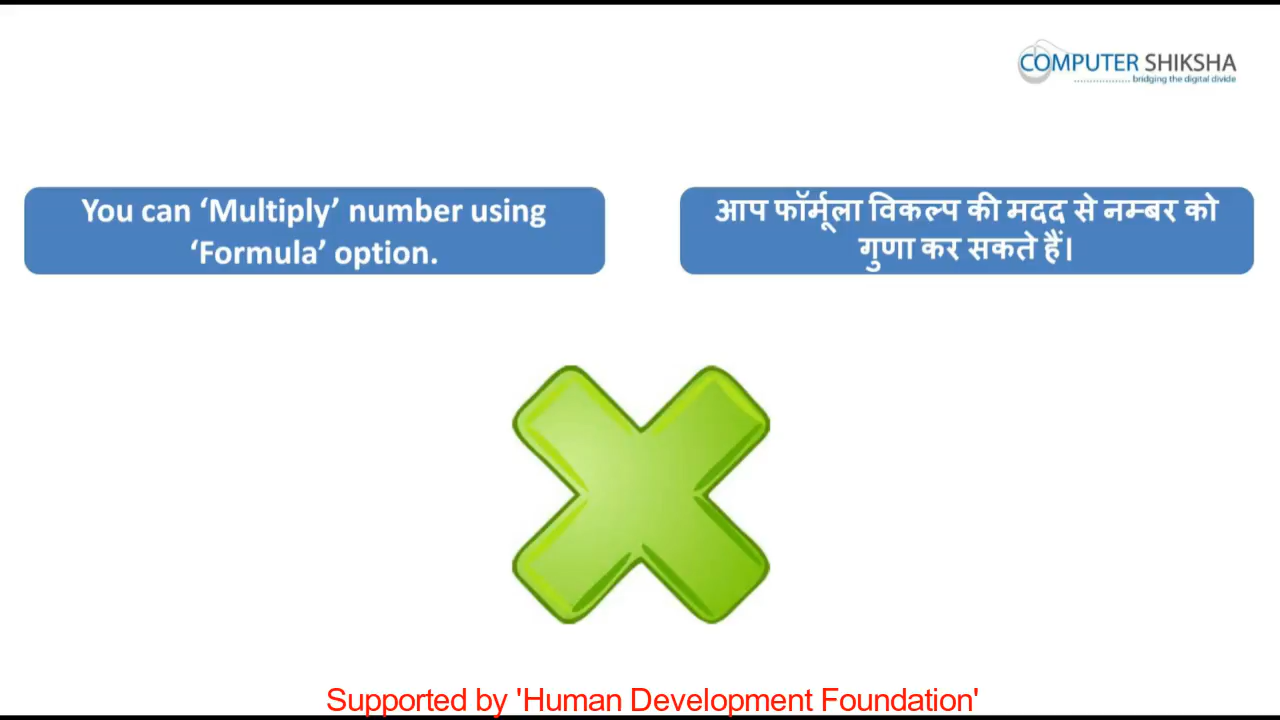 COMPUTER SHIKSHA
bridging the digital divide
You can ‘Multiply’ number using
‘Formula’ option.
आप फॉर्मूला विकल्प की मदद से नम्बर को
गुणा कर सकते हैं।
Supported by 'Human Development Foundation'